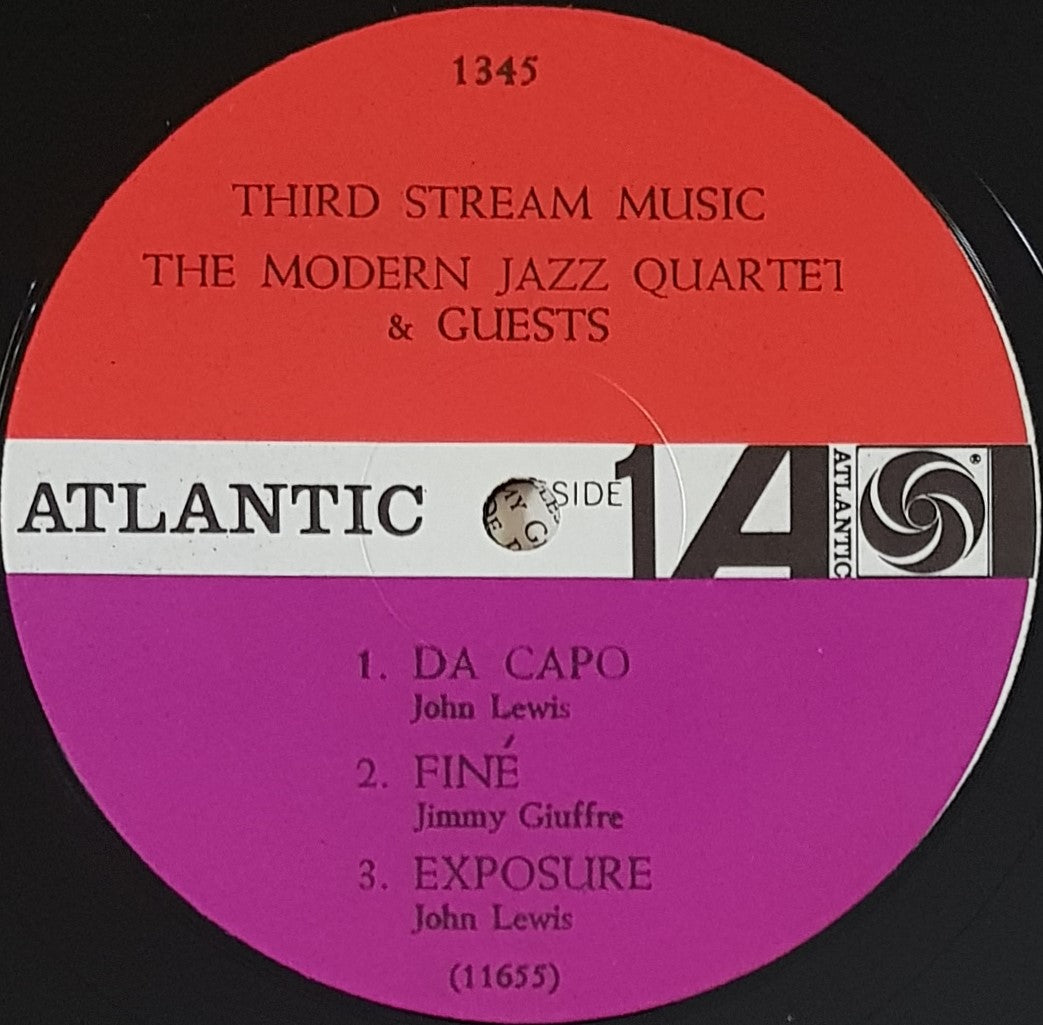 1345
THIRD STREAM MUSIC
THE MODERN JAZZ QUARTET
& GUESTS
ATLANTIC
SIDE 1
A
ATLANTIC
®
1. DA CAPO
John Lewis
2. FINÉ
Jimmy Giuffre
3. EXPOSURE
John Lewis
(11655)